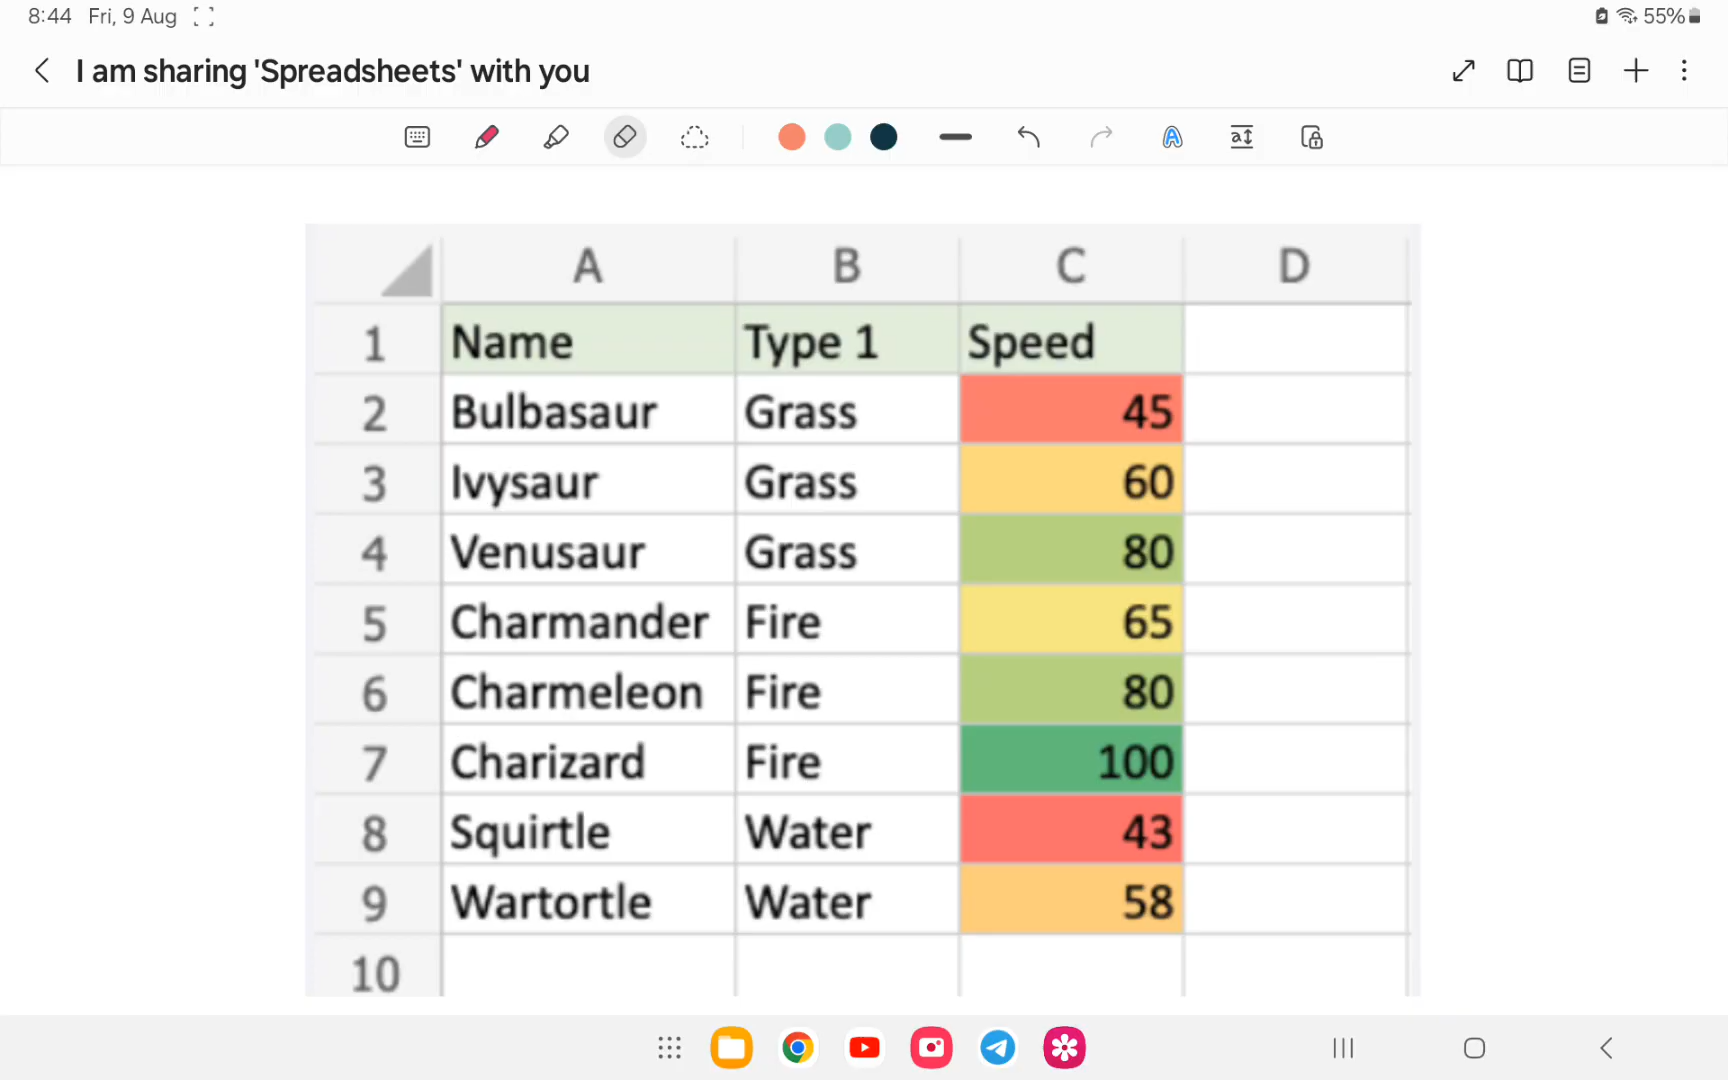 8:44 Fri, 9 Aug 55%
I am sharing 'Spreadsheets' with you
A B C D
1 Name Type 1 Speed
2 Bulbasaur Grass 45
3 Ivysaur Grass 60
4 Venusaur Grass 80
5 Charmander Fire 65
6 Charmeleon Fire 80
7 Charizard Fire 100
8 Squirtle Water 43
9 Wartortle Water 58
10